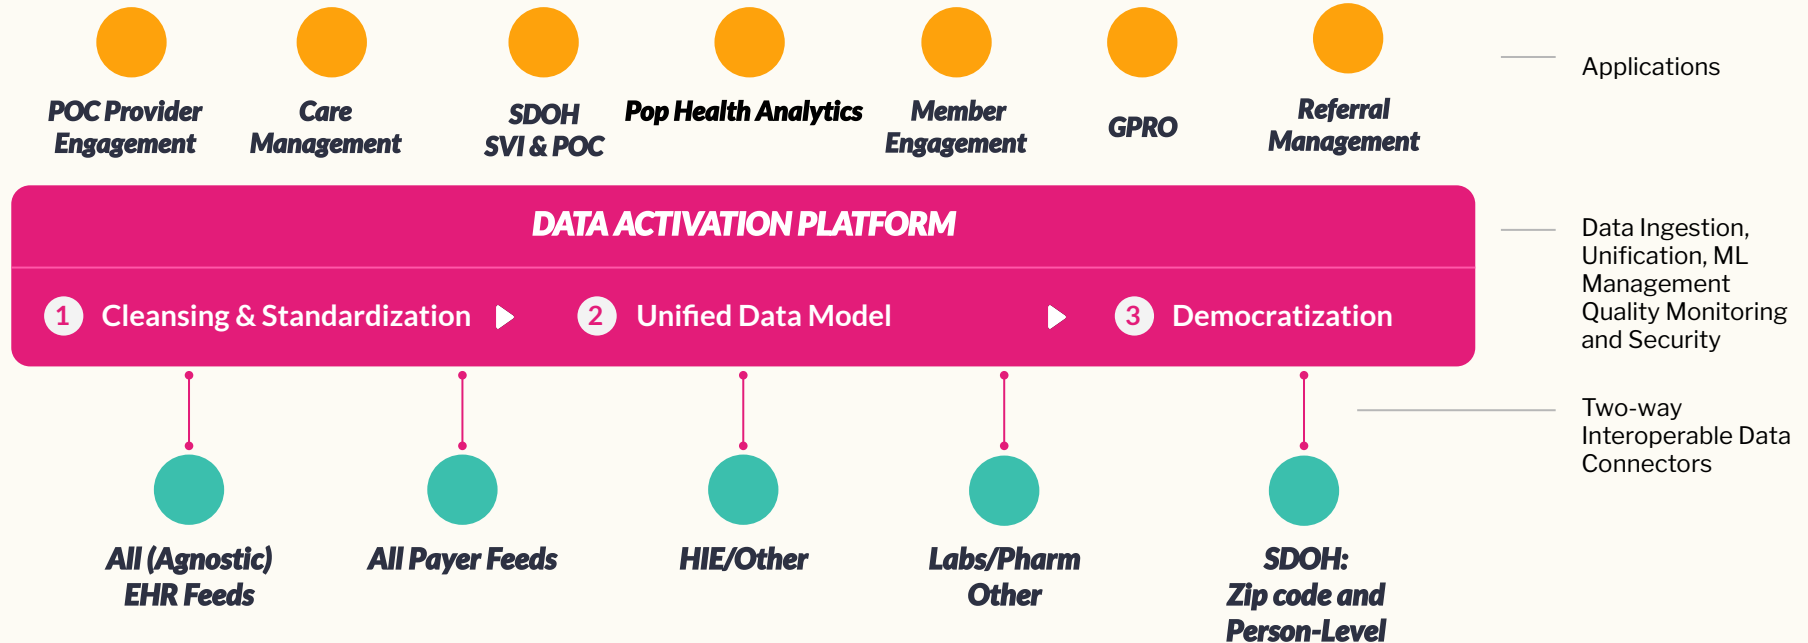 POC Provider
Engagement
Care
Management
SDOH
SVI & POC
Pop Health Analytics
Member
Engagement
GPRO
Referral
Management
Applications
DATA ACTIVATION PLATFORM
1 Cleansing & Standardization
2 Unified Data Model
3 Democratization
Data Ingestion,
Unification, ML
Management
Quality Monitoring
and Security
Two-way
Interoperable Data
Connectors
All (Agnostic)
EHR Feeds
All Payer Feeds
HIE/Other
Labs/Pharm
Other
SDOH:
Zip code and
Person-Level